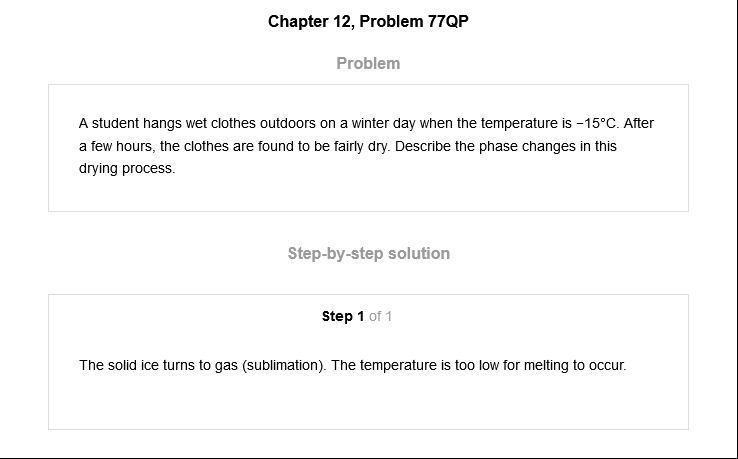 Chapter 12, Problem 77QP
Problem
A student hangs wet clothes outdoors on a winter day when the temperature is −15°C. After
a few hours, the clothes are found to be fairly dry. Describe the phase changes in this
drying process.
Step-by-step solution
Step 1 of 1
The solid ice turns to gas (sublimation). The temperature is too low for melting to occur.